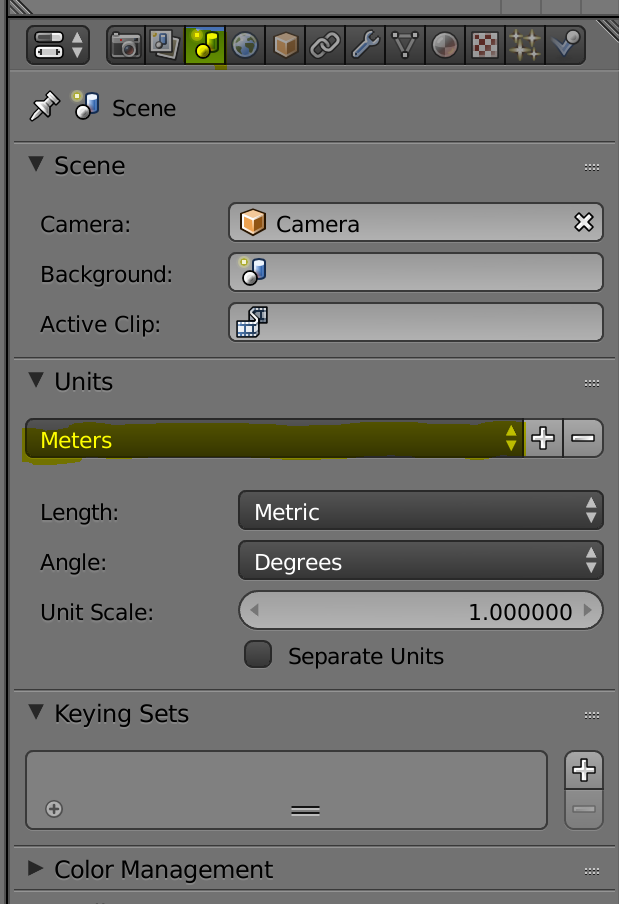 Scene
Scene
Camera: Camera
Background:
Active Clip:
Units
Meters
Length: Metric
Angle: Degrees
Unit Scale: 1.000000
Separate Units
Keying Sets
Color Management